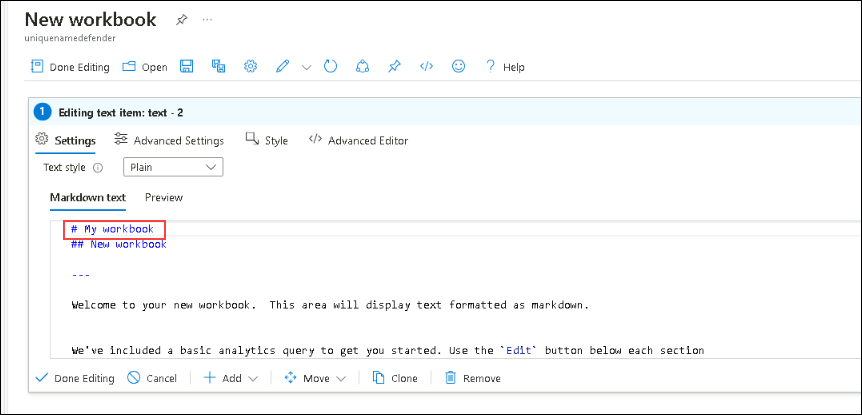 New workbook
uniquenamedefender
Done Editing Open Help
1 Editing text item: text - 2
Settings Advanced Settings Style Advanced Editor
Text style Plain
Markdown text Preview
# My workbook
## New workbook
---
Welcome to your new workbook.  This area will display text formatted as markdown.
We've included a basic analytics query to get you started. Use the `Edit` button below each section
Done Editing Cancel Add Move Clone Remove